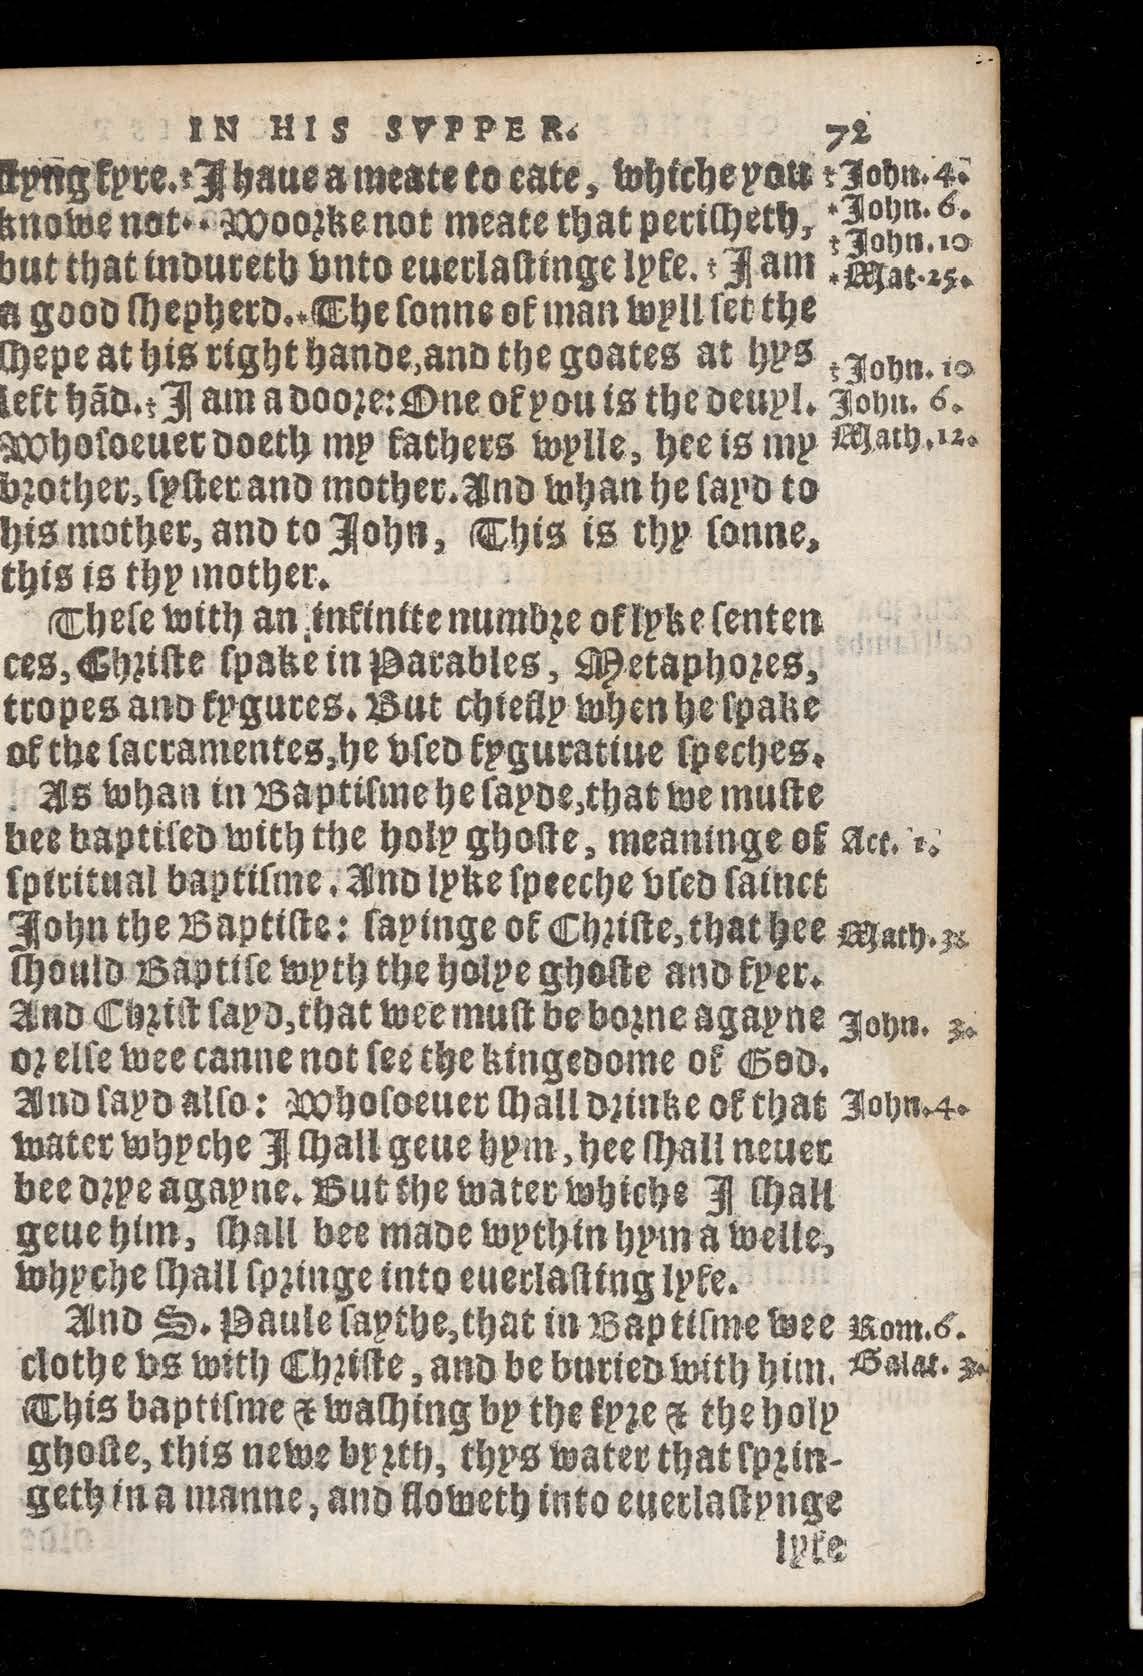 IN HIS SVPPER. 72
styng fyre. I haue a meate to eate, whiche you
knowe not. Woorke not meate that perisheth,
but that indureth vnto euerlastinge lyfe. I am
a good shepherd. The sonne of man wyll set the
shepe at his right hande, and the goates at hys
left hãd. I am a doore: One of you is the deuyl.
Whosoeuer doeth my fathers wylle, hee is my
brother, syster and mother. And whan he sayd to
his mother, and to John, This is thy sonne,
this is thy mother.
These with an infinite numbre of lyke senten
ces, Christe spake in Parables, Metaphores,
tropes and fygures. But chiefly when he spake
of the sacramentes, he vsed fyguratiue speches.
As whan in Baptisme he sayde, that we muste
bee baptised with the holy ghoste, meaninge of
spiritual baptisme. And lyke speeche vsed sainct
John the Baptiste: sayinge of Christe, that hee
should Baptise wyth the holye ghoste and fyer.
And Christ sayd, that wee must be borne agayne
or else wee canne not see the kingedome of God.
And sayd also: Whosoeuer shall drinke of that
water whyche I shall geue hym, hee shall neuer
bee drye agayne. But the water whiche I shall
geue him, shall bee made wythin hym a welle,
whyche shall springe into euerlasting lyfe.
And S. Paule saythe, that in Baptisme wee
clothe vs with Christe, and be buried with him.
This baptisme & washing by the fyre & the holy
ghoste, this newe byrth, thys water that sprin-
geth in a manne, and floweth into euerlastynge
lyfe
John. 4.
John. 6.
John. 10
Mat. 25.
John. 10
John. 6.
Math. 12.
Act. 1.
Math. 3.
John. 3.
John. 4.
Rom. 6.
Galat. 3.